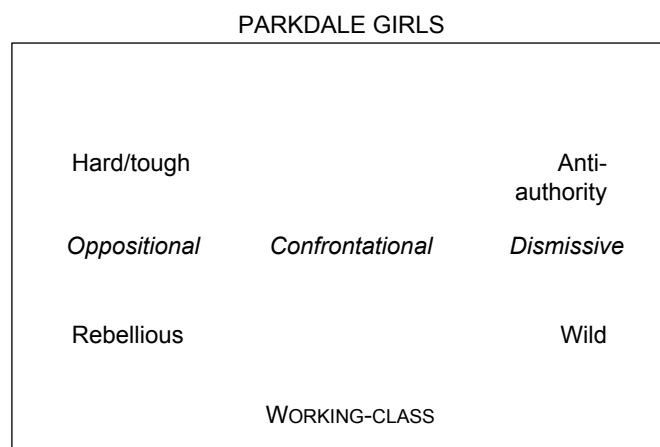 PARKDALE GIRLS
Hard/tough Anti-
authority
Oppositional Confrontational Dismissive
Rebellious Wild
WORKING-CLASS